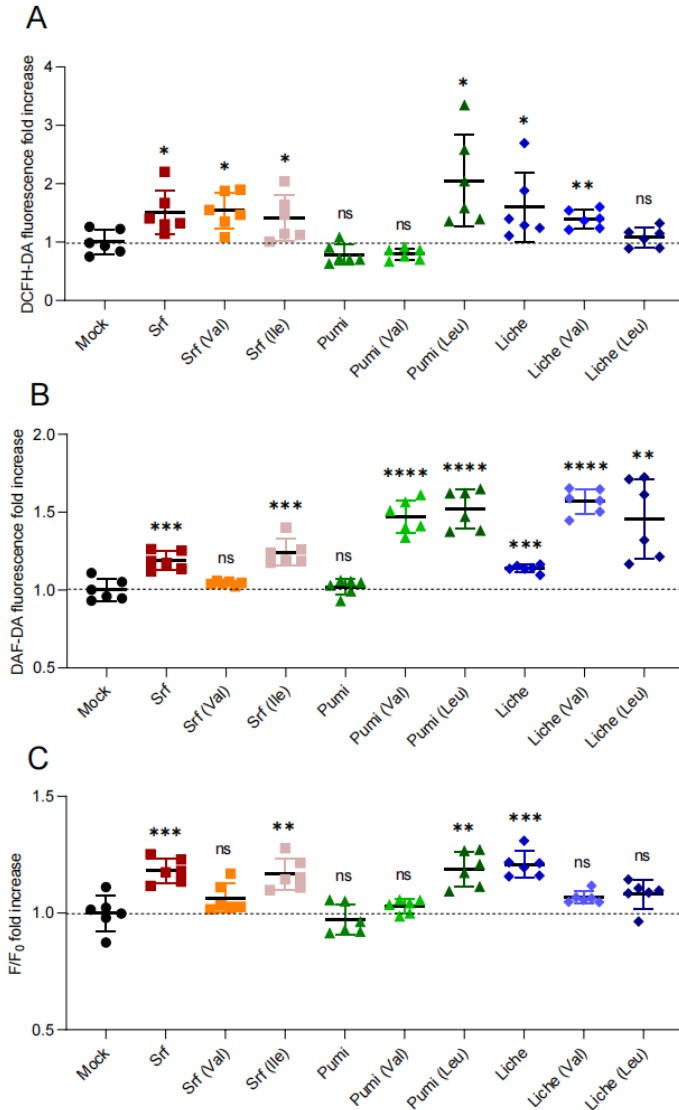 A
DCFH-DA fluorescence fold increase
4
3
2
1
0
* * * ns ns * * ** ns
Mock Srf Srf (Val) Srf (Ile) Pumi Pumi (Val) Pumi (Leu) Liche Liche (Val) Liche (Leu)
B
DAF-DA fluorescence fold increase
2.0
1.5
1.0
0.5
*** ns *** ns **** **** *** **** **
Mock Srf Srf (Val) Srf (Ile) Pumi Pumi (Val) Pumi (Leu) Liche Liche (Val) Liche (Leu)
C
F/F0 fold increase
1.5
1.0
0.5
*** ns ** ns ns ** *** ns ns
Mock Srf Srf (Val) Srf (Ile) Pumi Pumi (Val) Pumi (Leu) Liche Liche (Val) Liche (Leu)